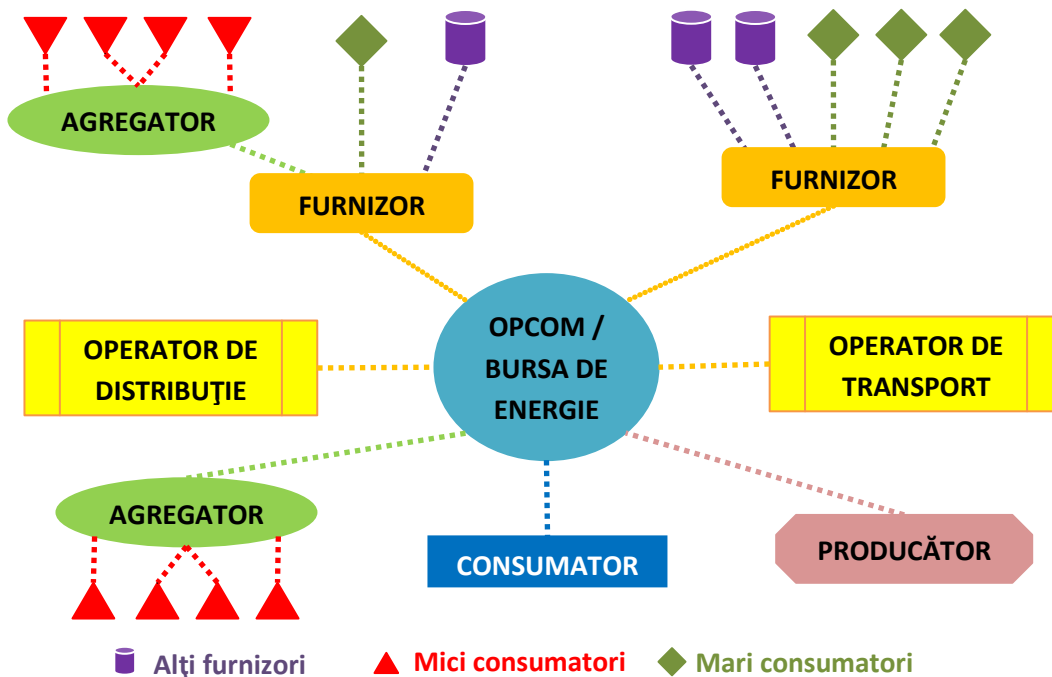 AGREGATOR
FURNIZOR
FURNIZOR
OPCOM /
BURSA DE
ENERGIE
OPERATOR DE
DISTRIBUŢIE
OPERATOR DE
TRANSPORT
AGREGATOR
CONSUMATOR
PRODUCĂTOR
Alţi furnizori
Mici consumatori
Mari consumatori